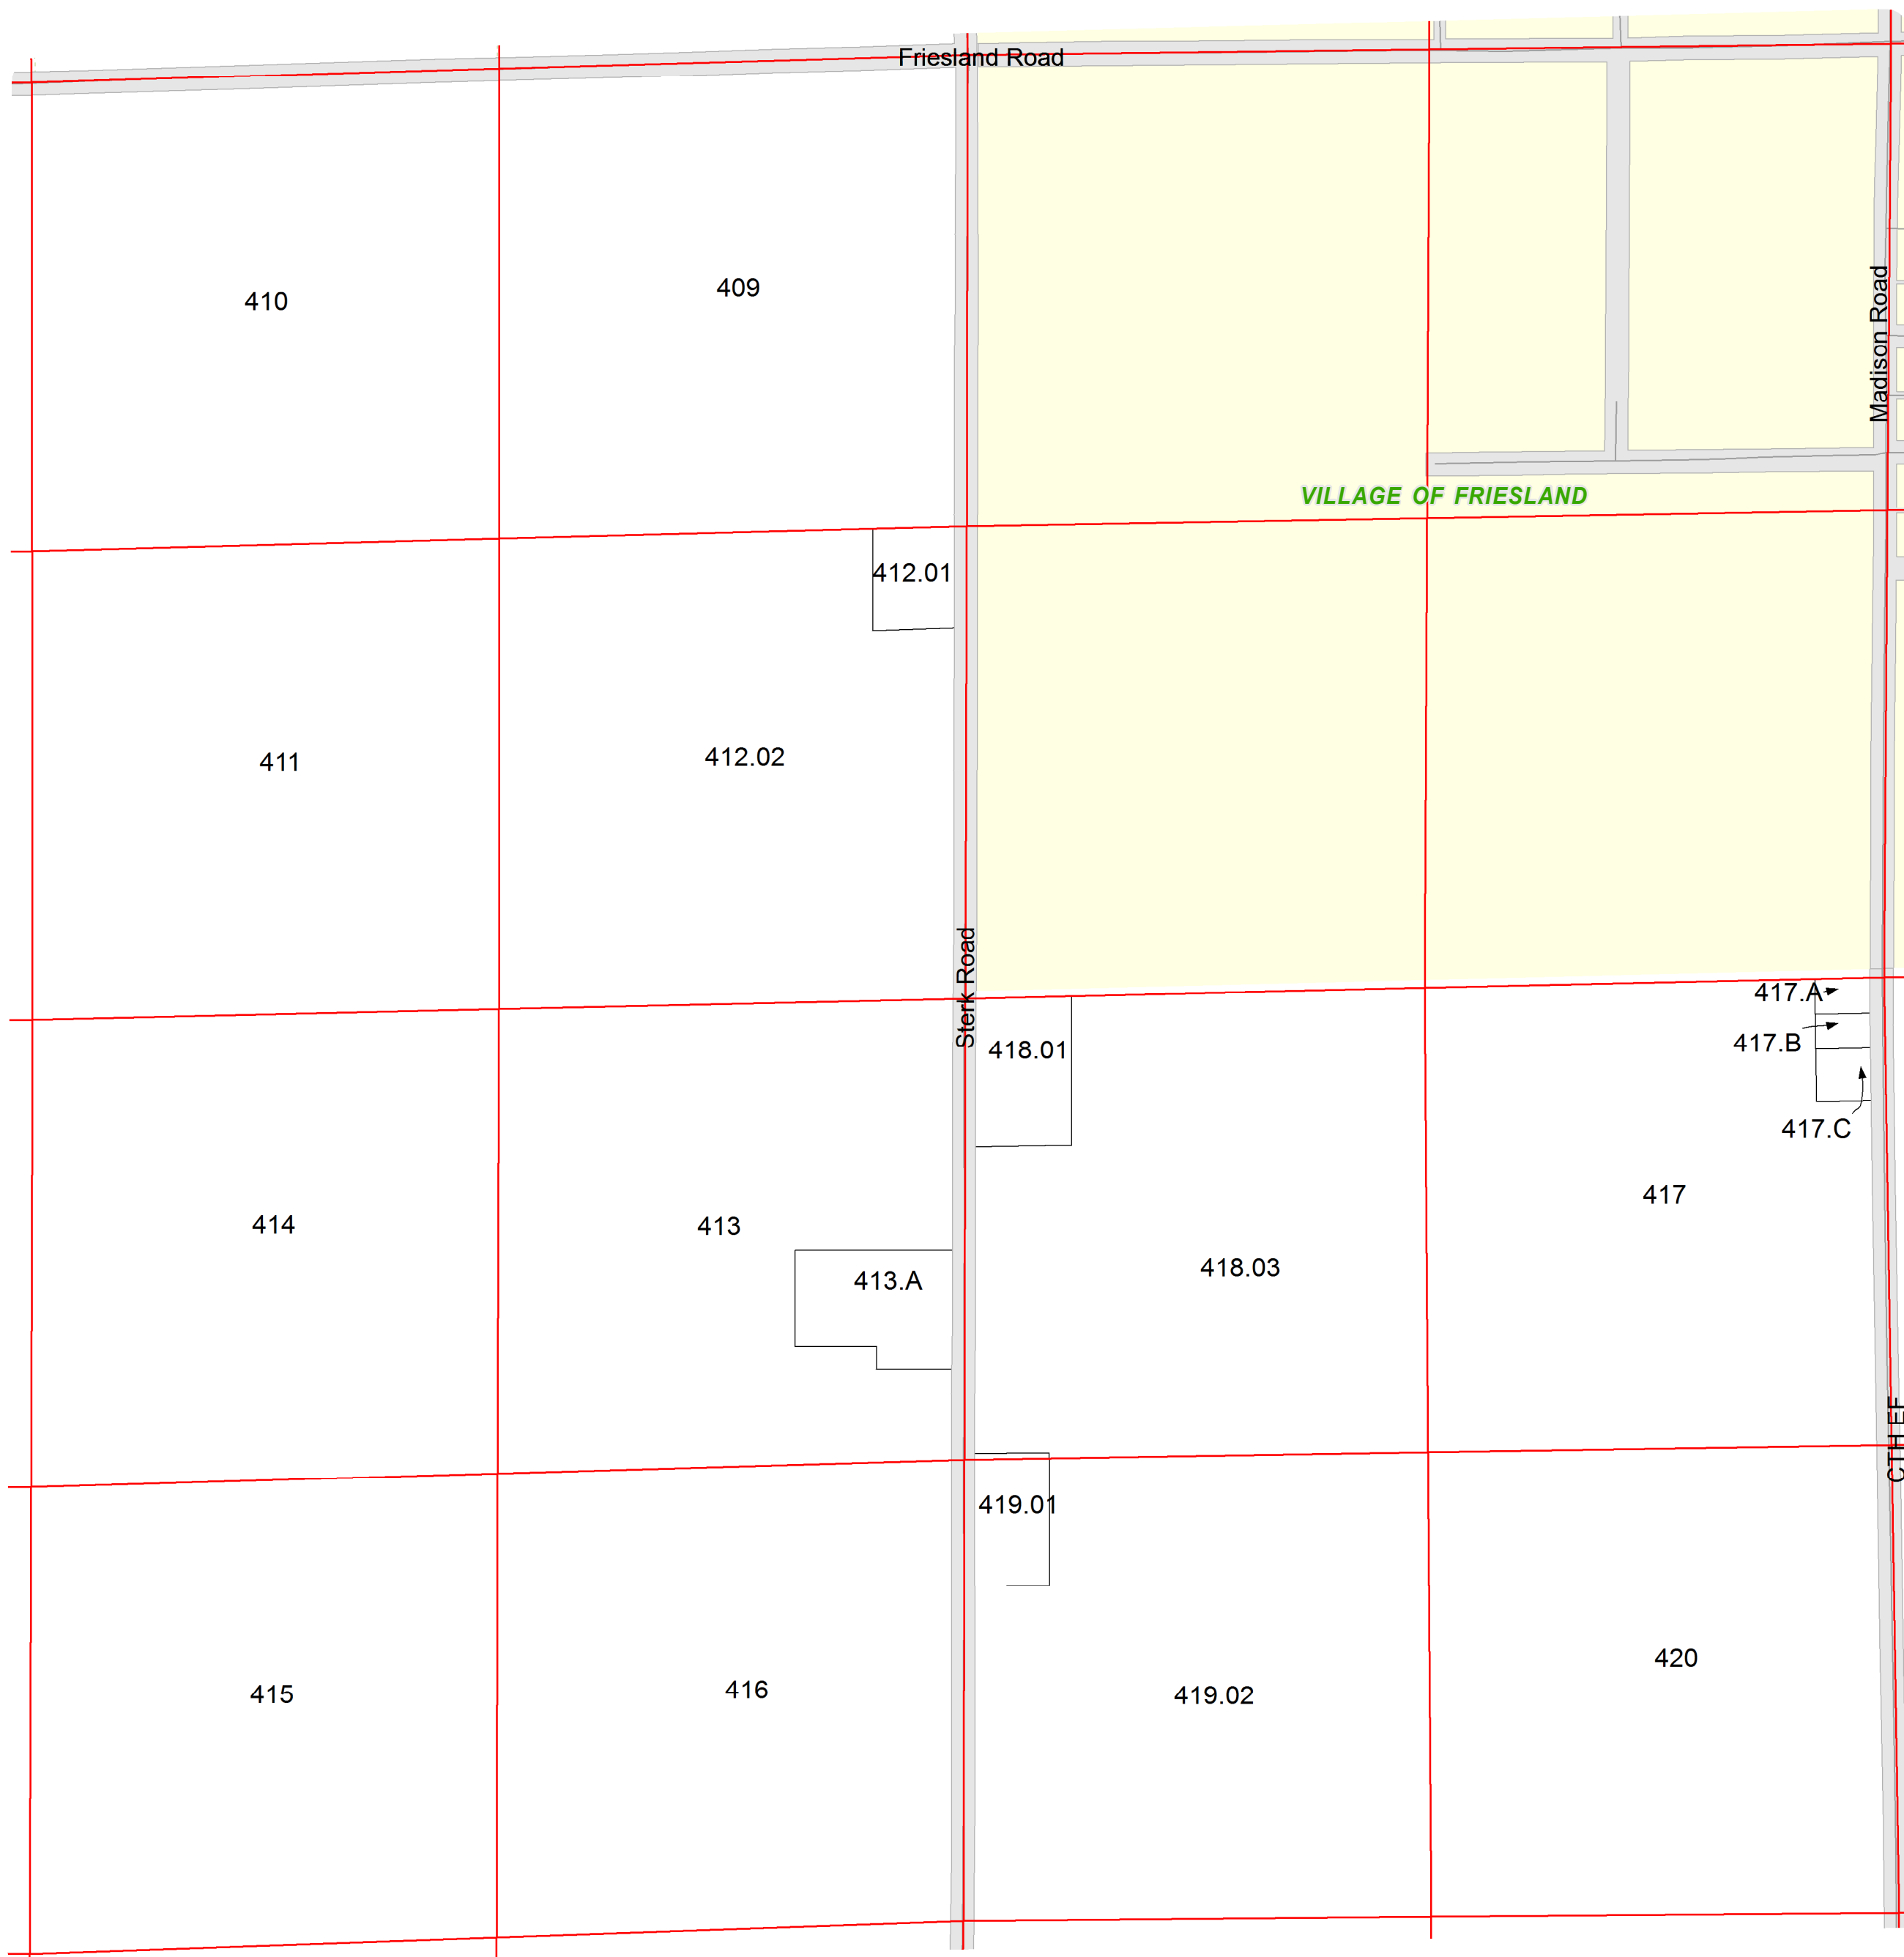 Friesland Road
410
409
Madison Road
VILLAGE OF FRIESLAND
412.01
411
412.02
Sterk Road
417.A
418.01
417.B
417.C
417
414
413
418.03
413.A
CTH EF
419.01
420
415
416
419.02